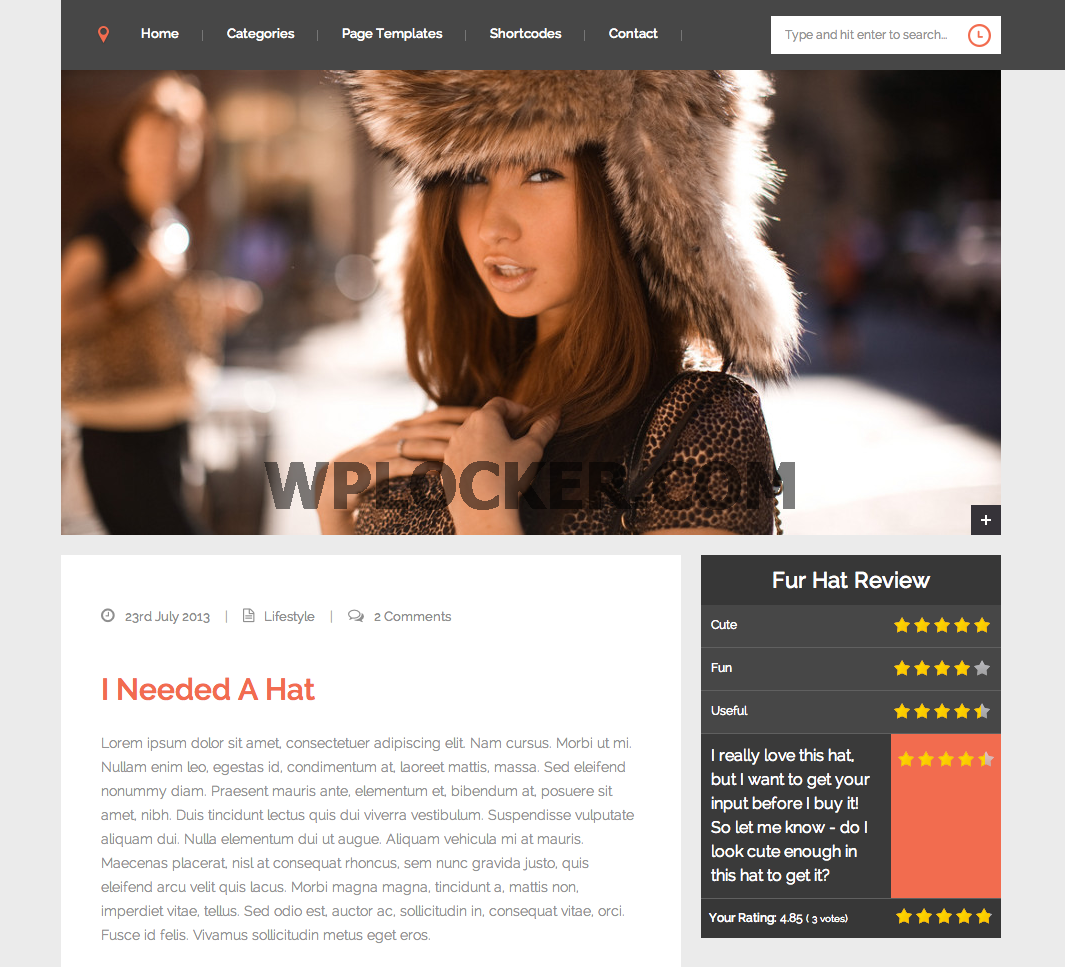 Home
Categories
Page Templates
Shortcodes
Contact
Type and hit enter to search...
WPLOCKER.COM
+
23rd July 2013 | Lifestyle | 2 Comments
I Needed A Hat
Lorem ipsum dolor sit amet, consectetuer adipiscing elit. Nam cursus. Morbi ut mi.
Nullam enim leo, egestas id, condimentum at, laoreet mattis, massa. Sed eleifend
nonummy diam. Praesent mauris ante, elementum et, bibendum at, posuere sit
amet, nibh. Duis tincidunt lectus quis dui viverra vestibulum. Suspendisse vulputate
aliquam dui. Nulla elementum dui ut augue. Aliquam vehicula mi at mauris.
Maecenas placerat, nisl at consequat rhoncus, sem nunc gravida justo, quis
eleifend arcu velit quis lacus. Morbi magna magna, tincidunt a, mattis non,
imperdiet vitae, tellus. Sed odio est, auctor ac, sollicitudin in, consequat vitae, orci.
Fusce id felis. Vivamus sollicitudin metus eget eros.
Fur Hat Review
Cute
Fun
Useful
I really love this hat,
but I want to get your
input before I buy it!
So let me know - do I
look cute enough in
this hat to get it?
Your Rating: 4.85 ( 3 votes)